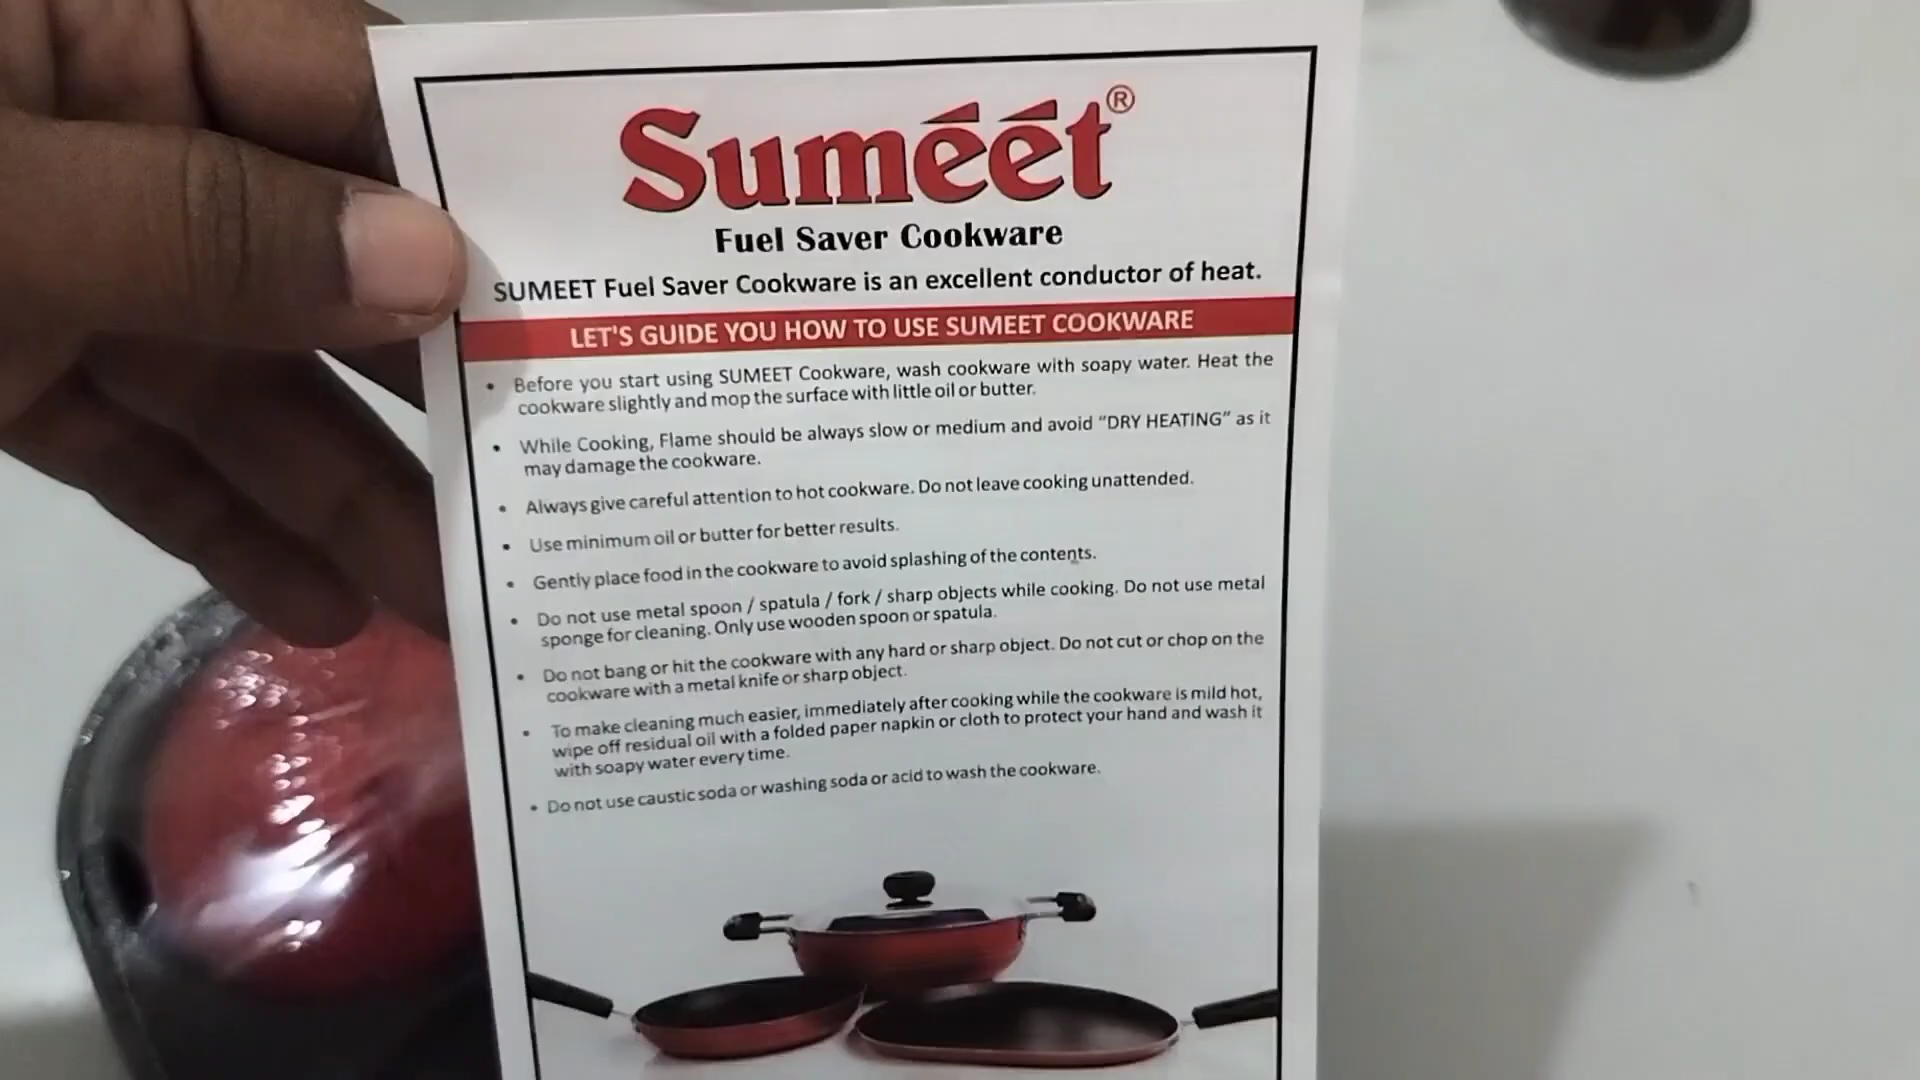 Suméét®
Fuel Saver Cookware
SUMEET Fuel Saver Cookware is an excellent conductor of heat.
LET'S GUIDE YOU HOW TO USE SUMEET COOKWARE
• Before you start using SUMEET Cookware, wash cookware with soapy water. Heat the
cookware slightly and mop the surface with little oil or butter.
• While Cooking, Flame should be always slow or medium and avoid “DRY HEATING” as it
may damage the cookware.
• Always give careful attention to hot cookware. Do not leave cooking unattended.
• Use minimum oil or butter for better results.
• Gently place food in the cookware to avoid splashing of the contents.
• Do not use metal spoon / spatula / fork / sharp objects while cooking. Do not use metal
sponge for cleaning. Only use wooden spoon or spatula.
• Do not bang or hit the cookware with any hard or sharp object. Do not cut or chop on the
cookware with a metal knife or sharp object.
• To make cleaning much easier, immediately after cooking while the cookware is mild hot,
wipe off residual oil with a folded paper napkin or cloth to protect your hand and wash it
with soapy water every time.
• Do not use caustic soda or washing soda or acid to wash the cookware.